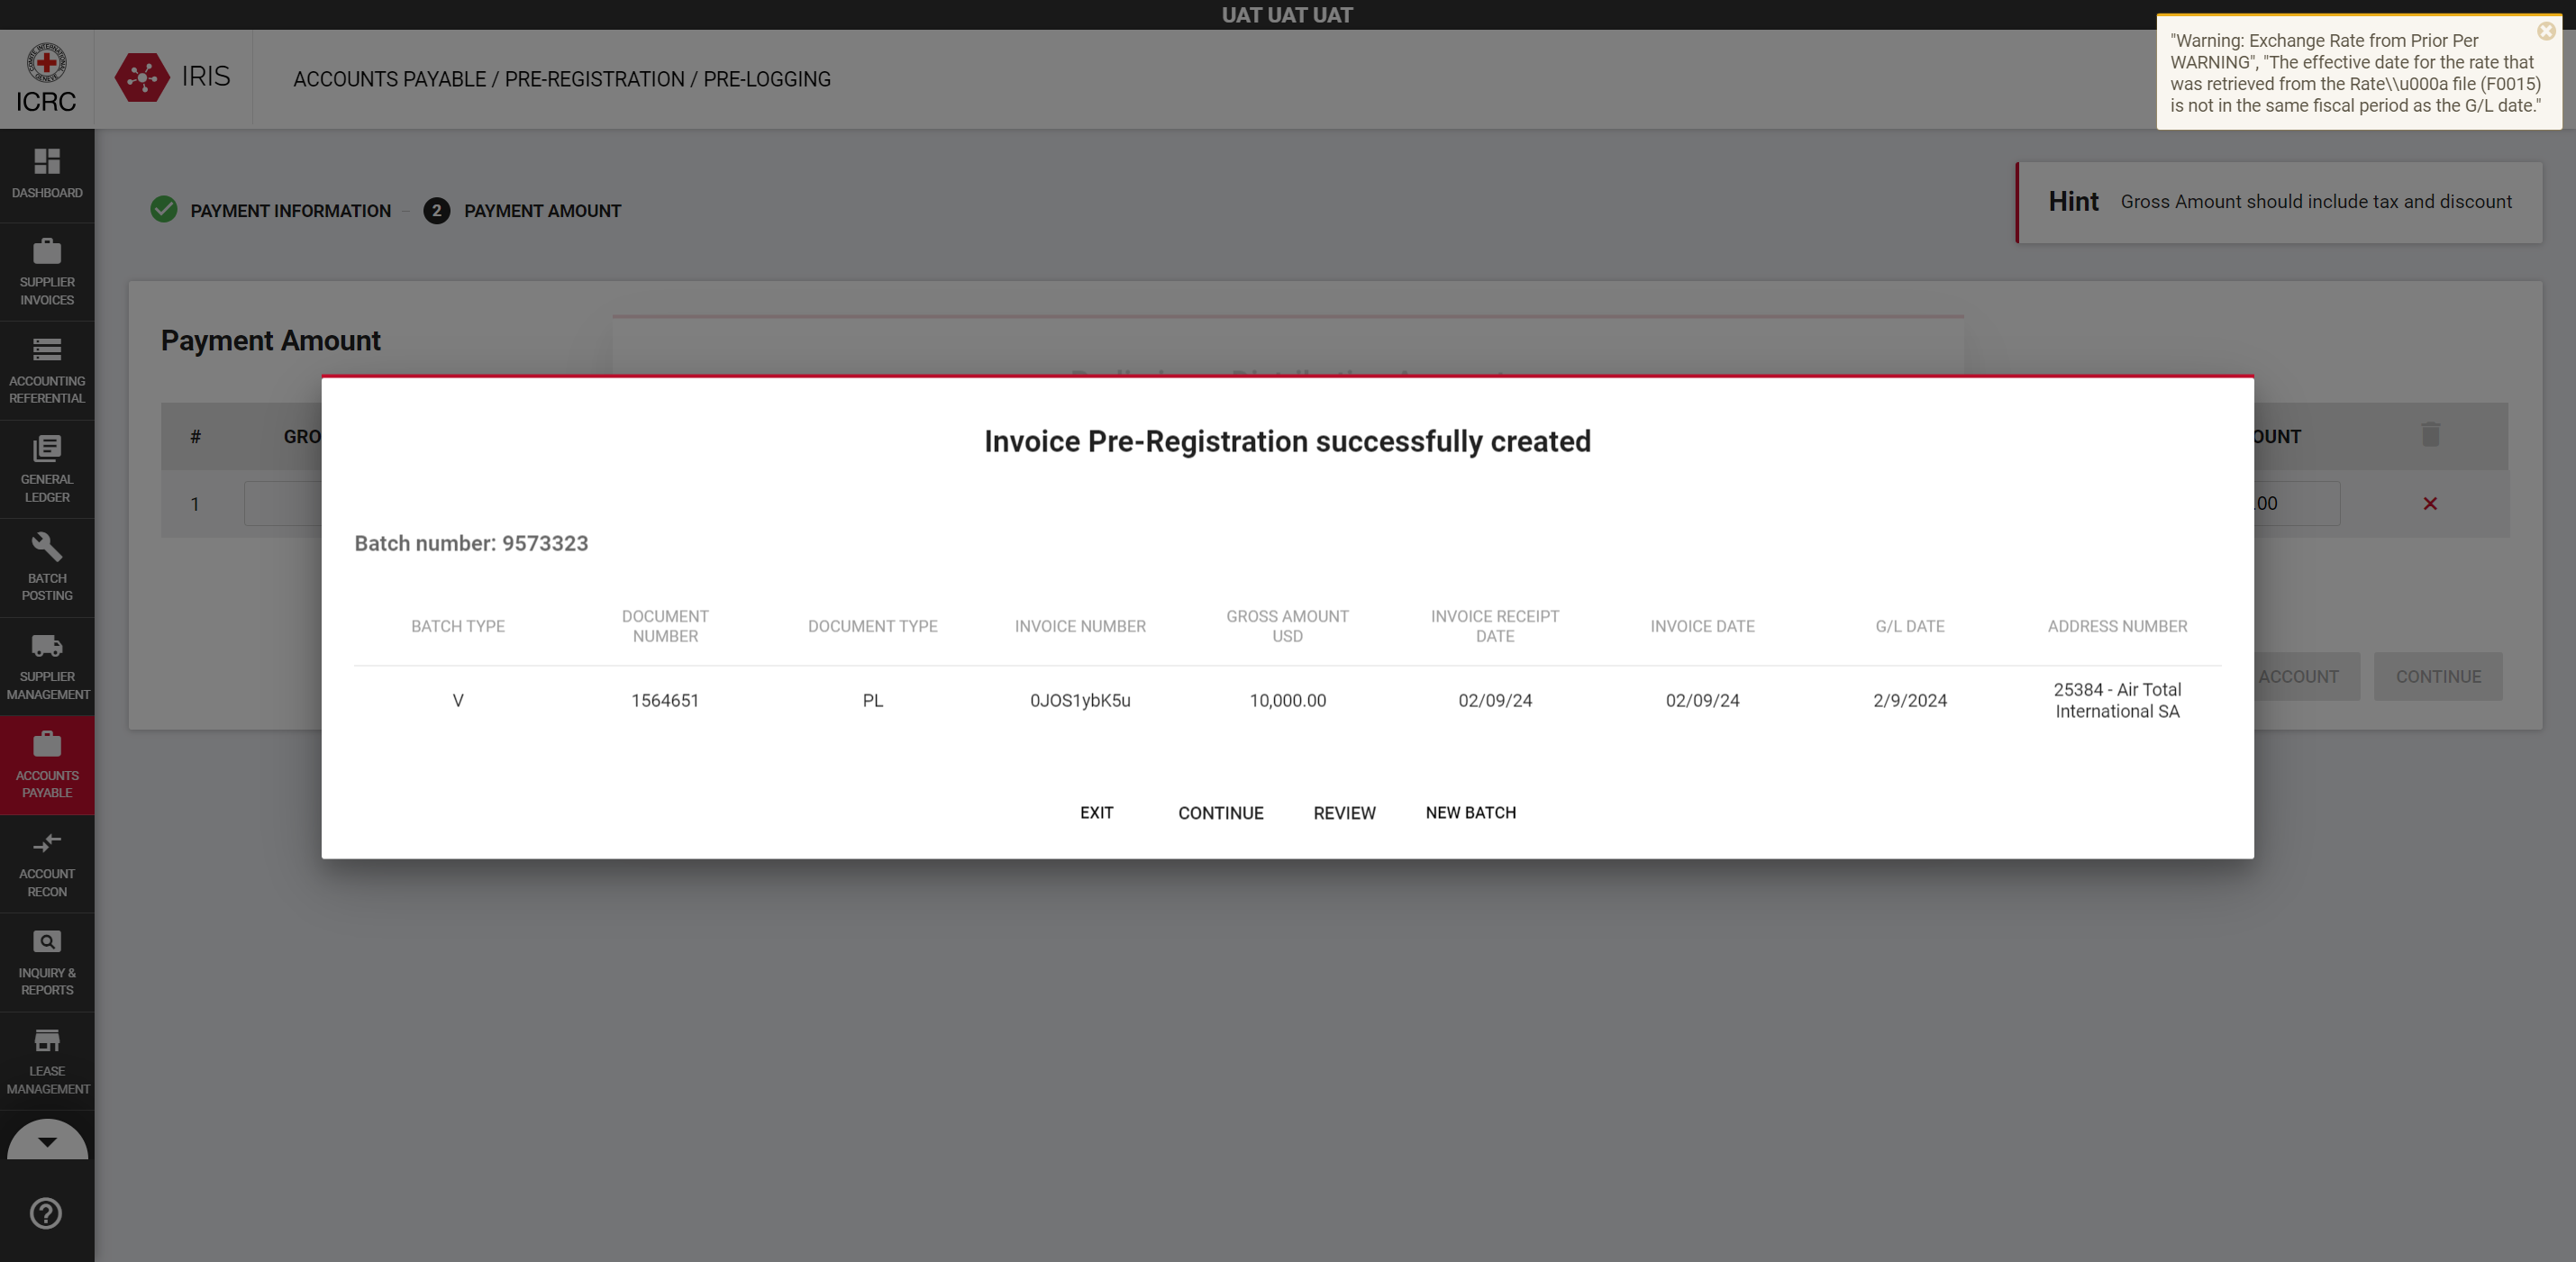 UAT UAT UAT
ICRC
IRIS
ACCOUNTS PAYABLE / PRE-REGISTRATION / PRE-LOGGING
"Warning: Exchange Rate from Prior Per
WARNING", "The effective date for the rate that
was retrieved from the Rate\\u000a file (F0015)
is not in the same fiscal period as the G/L date."
DASHBOARD
SUPPLIER
INVOICES
ACCOUNTING
REFERENTIAL
GENERAL
LEDGER
BATCH
POSTING
SUPPLIER
MANAGEMENT
ACCOUNTS
PAYABLE
ACCOUNT
RECON
INQUIRY &
REPORTS
LEASE
MANAGEMENT
PAYMENT INFORMATION
2 PAYMENT AMOUNT
Hint Gross Amount should include tax and discount
Payment Amount
# GRO OUNT
1 .00
Invoice Pre-Registration successfully created
Batch number: 9573323
BATCH TYPE DOCUMENT NUMBER DOCUMENT TYPE INVOICE NUMBER GROSS AMOUNT USD INVOICE RECEIPT DATE INVOICE DATE G/L DATE ADDRESS NUMBER
V 1564651 PL 0JOS1ybK5u 10,000.00 02/09/24 02/09/24 2/9/2024 25384 - Air Total International SA
ACCOUNT CONTINUE
EXIT CONTINUE REVIEW NEW BATCH